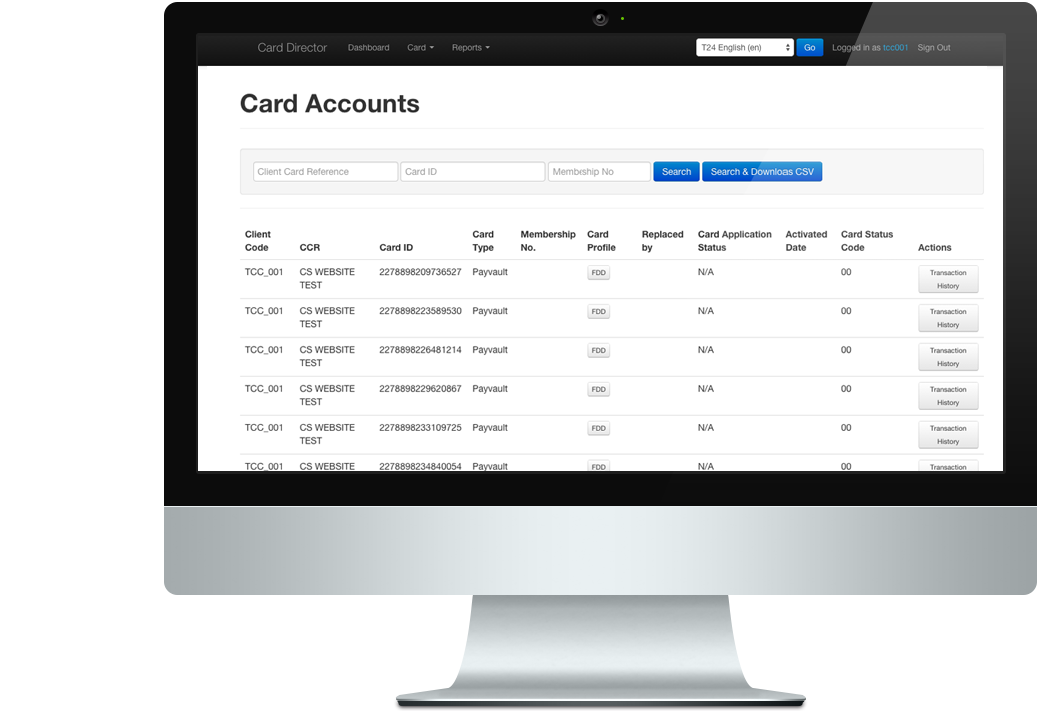 Card Director Dashboard Card Reports T24 English (en) Go Logged in as tcc001 Sign Out
Card Accounts
Client Card Reference Card ID Membership No Search Search & Download CSV
Client Code CCR Card ID Card Type Membership No. Card Profile Replaced by Card Application Status Activated Date Card Status Code Actions
TCC_001 CS WEBSITE TEST 2278898209736527 Payvault FDD N/A 00 Transaction History
TCC_001 CS WEBSITE TEST 2278898223589530 Payvault FDD N/A 00 Transaction History
TCC_001 CS WEBSITE TEST 2278898226481214 Payvault FDD N/A 00 Transaction History
TCC_001 CS WEBSITE TEST 2278898229620867 Payvault FDD N/A 00 Transaction History
TCC_001 CS WEBSITE TEST 2278898233109725 Payvault FDD N/A 00 Transaction History
TCC_001 CS WEBSITE 2278898234840054 Payvault FDD N/A 00 Transaction